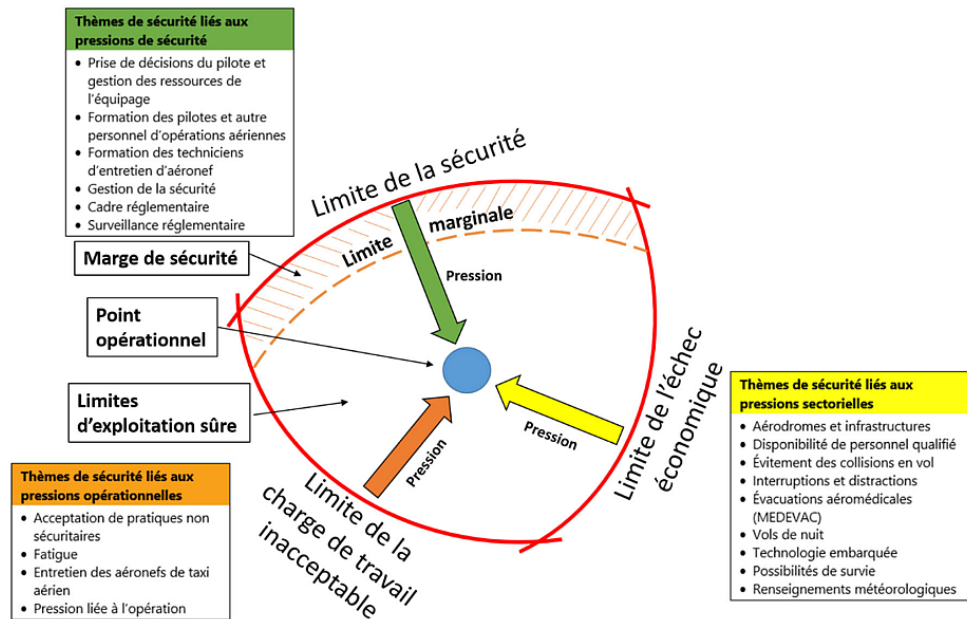 Thèmes de sécurité liés aux
pressions de sécurité
• Prise de décisions du pilote et
gestion des ressources de
l'équipage
• Formation des pilotes et autre
personnel d'opérations aériennes
• Formation des techniciens
d'entretien d'aéronef
• Gestion de la sécurité
• Cadre réglementaire
• Surveillance réglementaire
Limite de la sécurité
Limite marginale
Marge de sécurité
Pression
Point
opérationnel
Limites
d'exploitation sûre
Pression
Pression
Limite de l'échec
économique
Limite de la
charge de travail
inacceptable
Thèmes de sécurité liés aux
pressions opérationnelles
• Acceptation de pratiques non
sécuritaires
• Fatigue
• Entretien des aéronefs de taxi
aérien
• Pression liée à l'opération
Thèmes de sécurité liés aux
pressions sectorielles
• Aérodromes et infrastructures
• Disponibilité de personnel qualifié
• Évitement des collisions en vol
• Interruptions et distractions
• Évacuations aéromédicales
(MEDEVAC)
• Vols de nuit
• Technologie embarquée
• Possibilités de survie
• Renseignements météorologiques